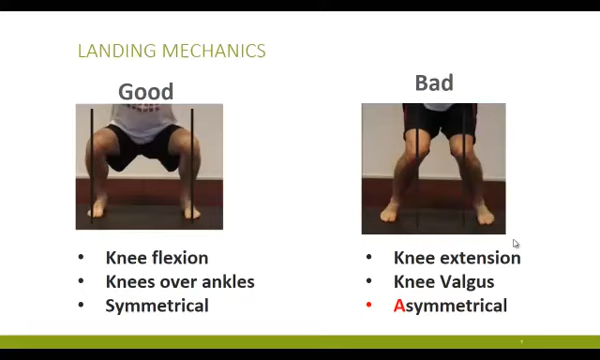 LANDING MECHANICS
Good
Bad
• Knee flexion
• Knees over ankles
• Symmetrical
• Knee extension
• Knee Valgus
• Asymmetrical